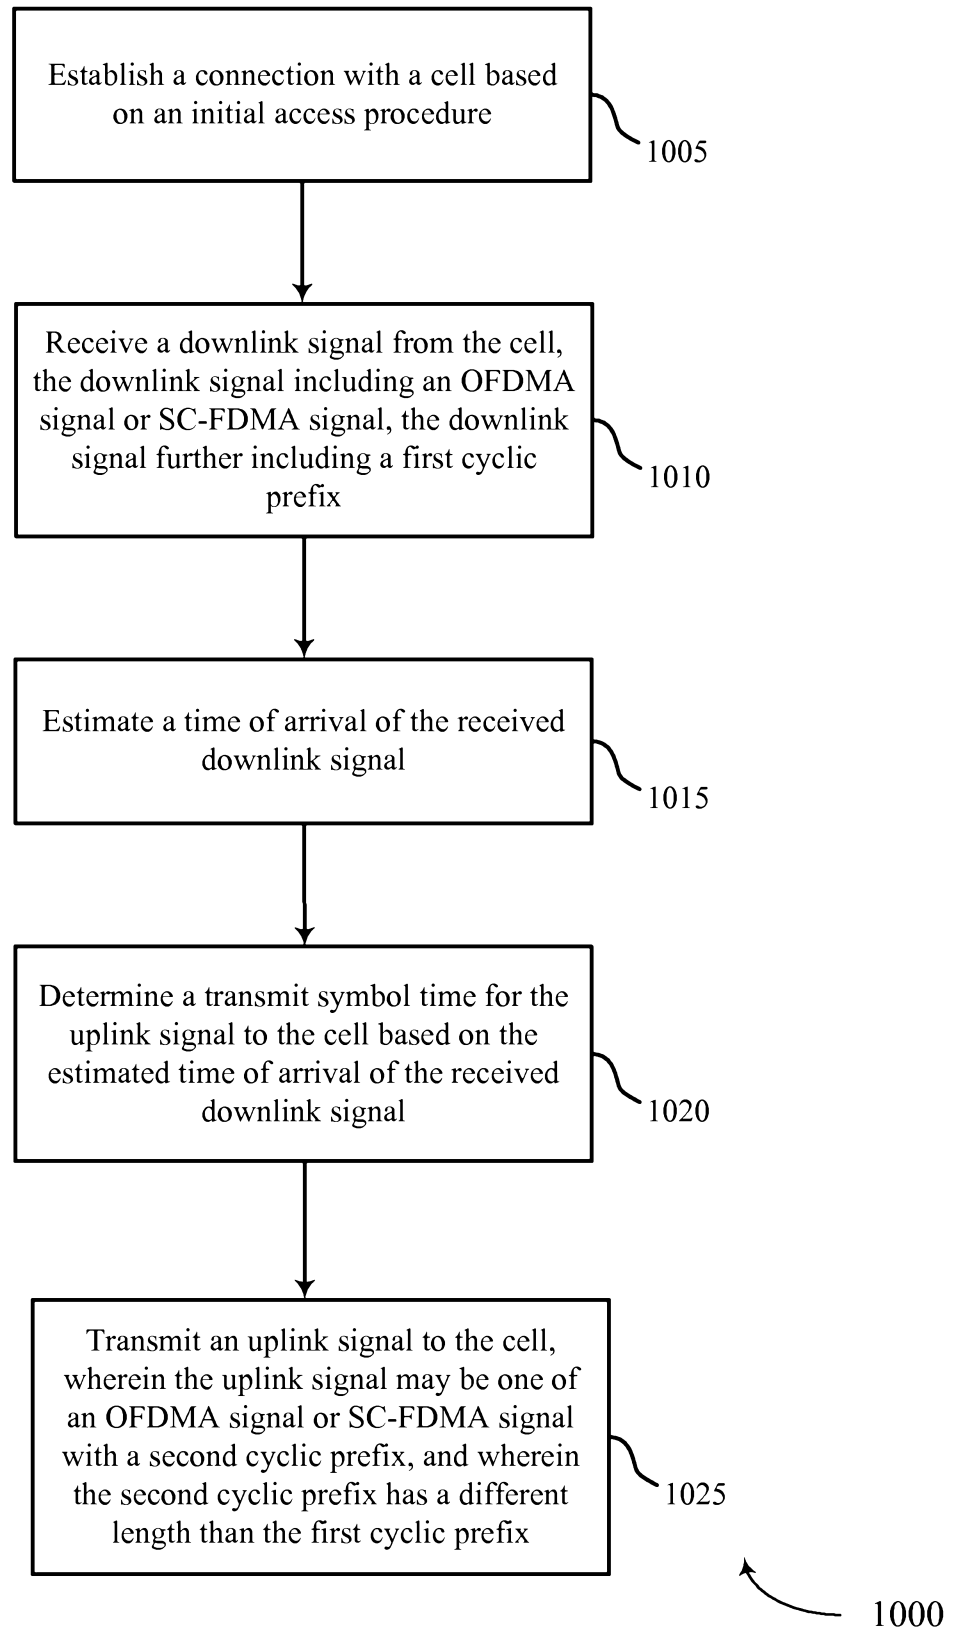 Establish a connection with a cell based
on an initial access procedure
1005
Receive a downlink signal from the cell,
the downlink signal including an OFDMA
signal or SC-FDMA signal, the downlink
signal further including a first cyclic
prefix
1010
Estimate a time of arrival of the received
downlink signal
1015
Determine a transmit symbol time for the
uplink signal to the cell based on the
estimated time of arrival of the received
downlink signal
1020
Transmit an uplink signal to the cell,
wherein the uplink signal may be one of
an OFDMA signal or SC-FDMA signal
with a second cyclic prefix, and wherein
the second cyclic prefix has a different
length than the first cyclic prefix
1025
1000